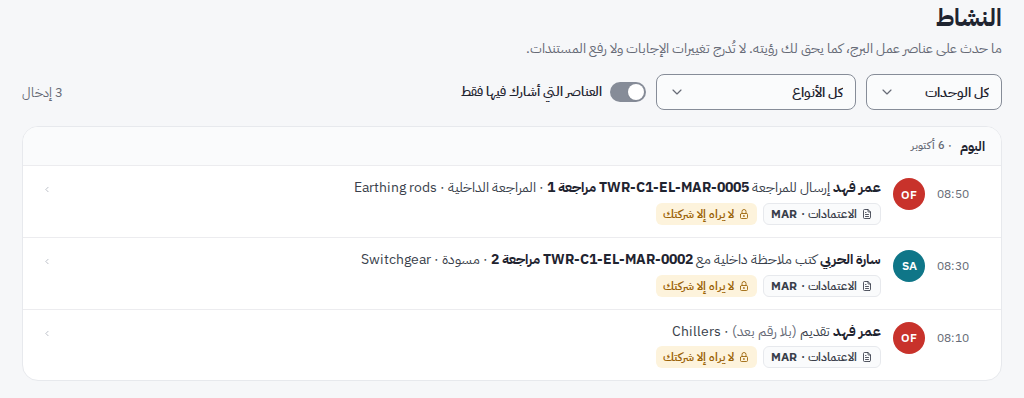 النشاط
ما حدث على عناصر عمل البرج، كما يحق لك رؤيته. لا تُدرج تغييرات الإجابات ولا رفع المستندات.
كل الوحدات
كل الأنواع
العناصر التي أشارك فيها فقط
3 إدخال
اليوم · 6 أكتوبر
08:50
OF
عمر فهد إرسال للمراجعة TWR-C1-EL-MAR-0005 مراجعة 1 · المراجعة الداخلية · Earthing rods
الاعتمادات · MAR
لا يراه إلا شركتك
08:30
SA
سارة الحربي كتب ملاحظة داخلية مع TWR-C1-EL-MAR-0002 مراجعة 2 · مسودة · Switchgear
الاعتمادات · MAR
لا يراه إلا شركتك
08:10
OF
عمر فهد تقديم (بلا رقم بعد) · Chillers
الاعتمادات · MAR
لا يراه إلا شركتك